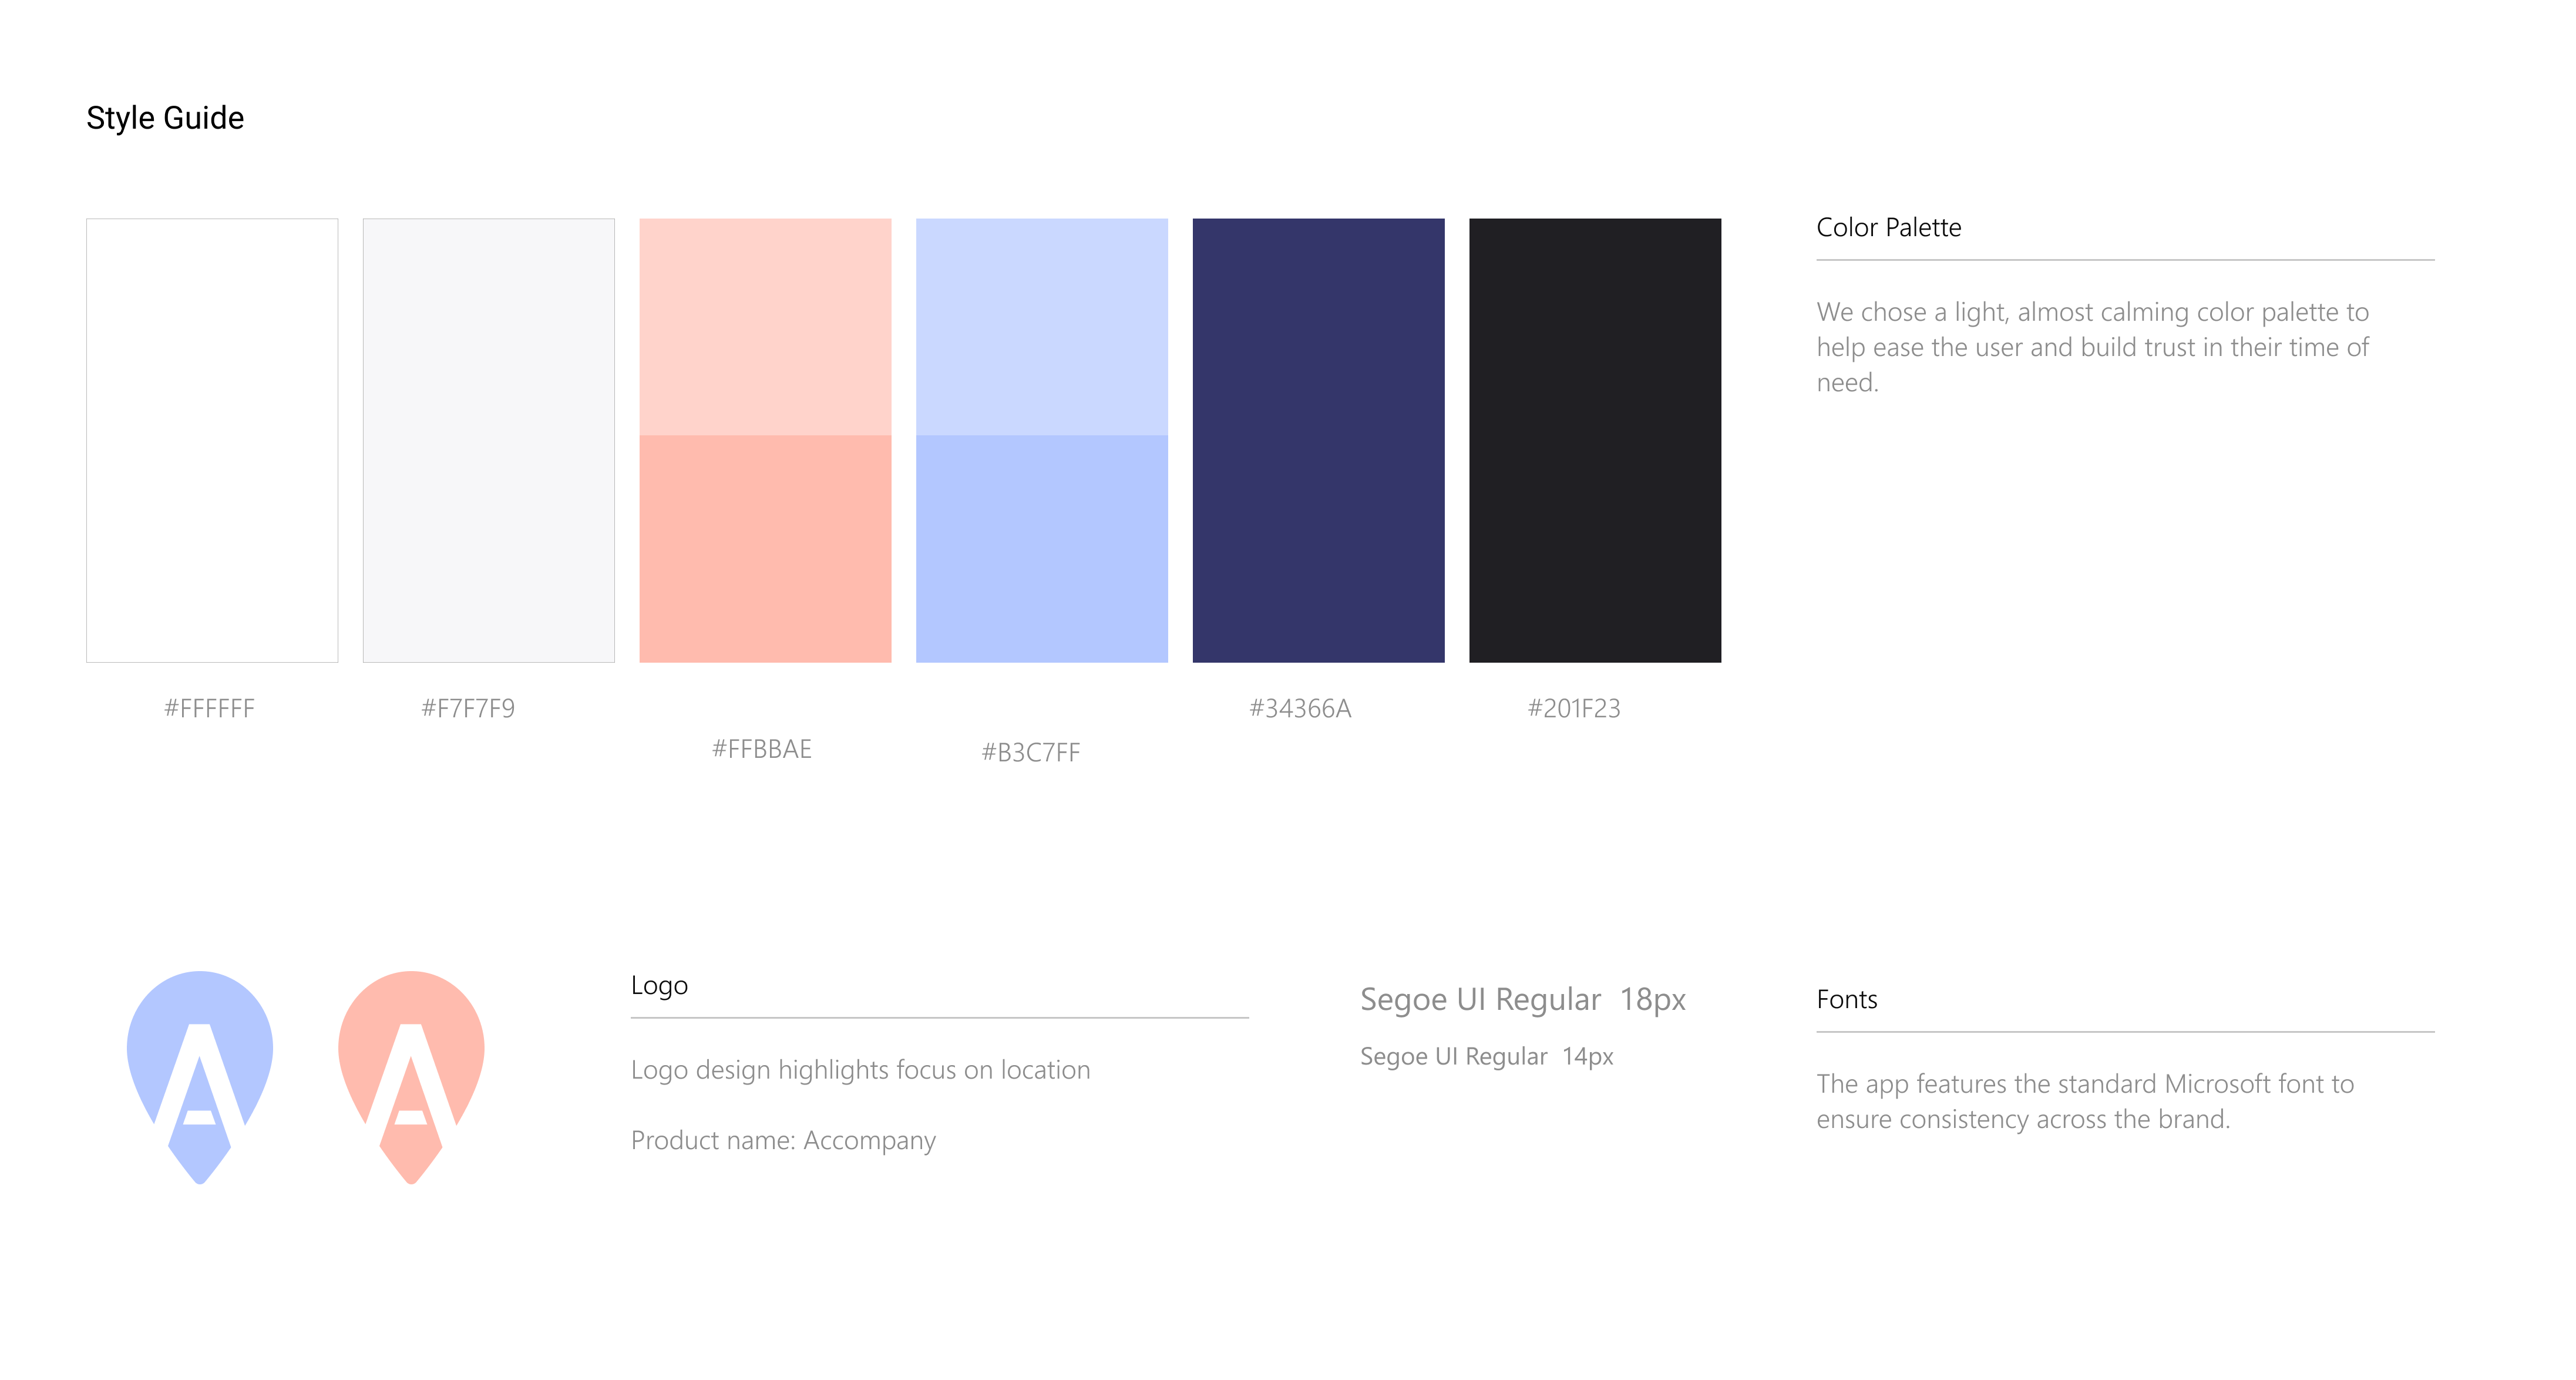 Style Guide
Color Palette
We chose a light, almost calming color palette to
help ease the user and build trust in their time of
need.
#FFFFFF
#F7F7F9
#FFBBAE
#B3C7FF
#34366A
#201F23
A
A
Logo
Logo design highlights focus on location
Product name: Accompany
Segoe UI Regular  18px
Segoe UI Regular  14px
Fonts
The app features the standard Microsoft font to
ensure consistency across the brand.